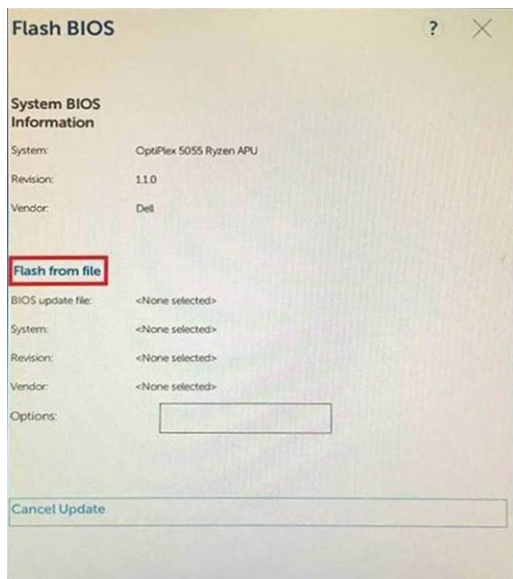 Flash BIOS ?
System BIOS
Information
System: OptiPlex 5055 Ryzen APU
Revision: 1.1.0
Vendor: Dell
Flash from file
BIOS update file: <None selected>
System: <None selected>
Revision: <None selected>
Vendor: <None selected>
Options:
Cancel Update